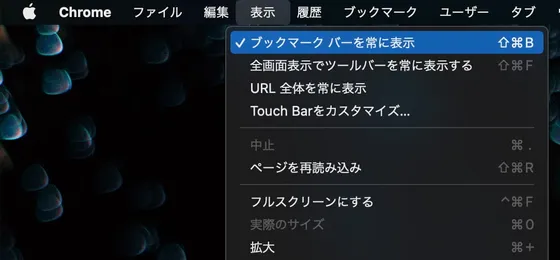 Chrome ファイル 編集 表示 履歴 ブックマーク ユーザー タブ
✓ ブックマーク バーを常に表示 ⇧⌘B
全画面表示でツールバーを常に表示する ⇧⌘F
URL 全体を常に表示
Touch Barをカスタマイズ...
中止 ⌘.
ページを再読み込み ⇧⌘R
フルスクリーンにする ^⌘F
実際のサイズ ⌘0
拡大 ⌘+